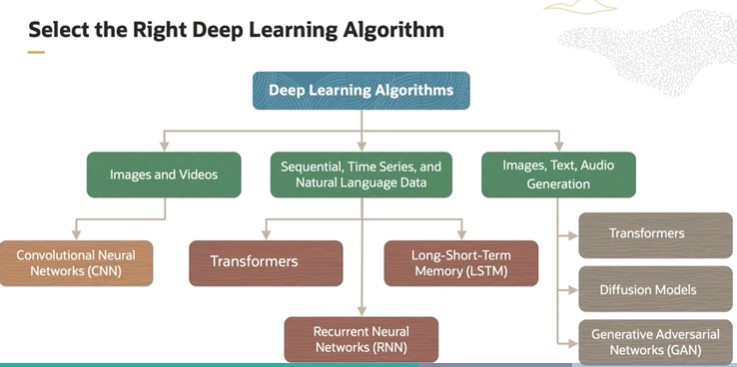 Select the Right Deep Learning Algorithm
Deep Learning Algorithms
Images and Videos
Sequential, Time Series, and
Natural Language Data
Images, Text, Audio
Generation
Convolutional Neural
Networks (CNN)
Transformers
Long-Short-Term
Memory (LSTM)
Recurrent Neural
Networks (RNN)
Transformers
Diffusion Models
Generative Adversarial
Networks (GAN)